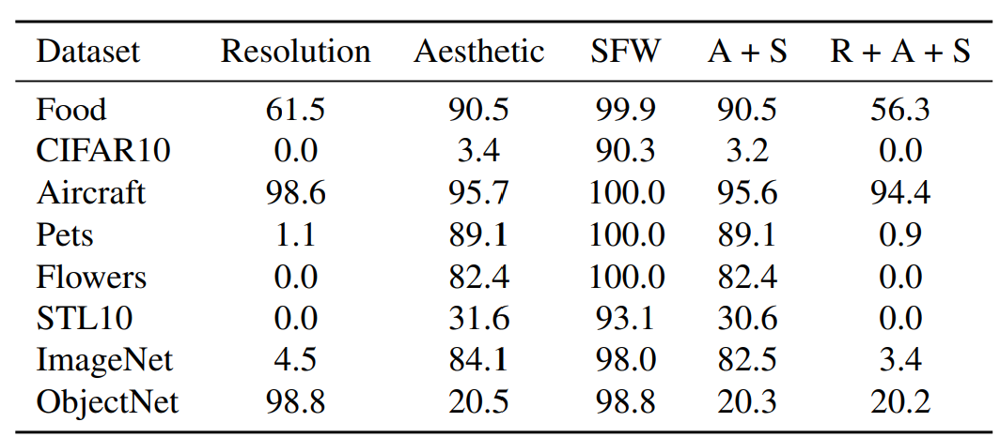 Dataset Resolution Aesthetic SFW A + S R + A + S
Food 61.5 90.5 99.9 90.5 56.3
CIFAR10 0.0 3.4 90.3 3.2 0.0
Aircraft 98.6 95.7 100.0 95.6 94.4
Pets 1.1 89.1 100.0 89.1 0.9
Flowers 0.0 82.4 100.0 82.4 0.0
STL10 0.0 31.6 93.1 30.6 0.0
ImageNet 4.5 84.1 98.0 82.5 3.4
ObjectNet 98.8 20.5 98.8 20.3 20.2